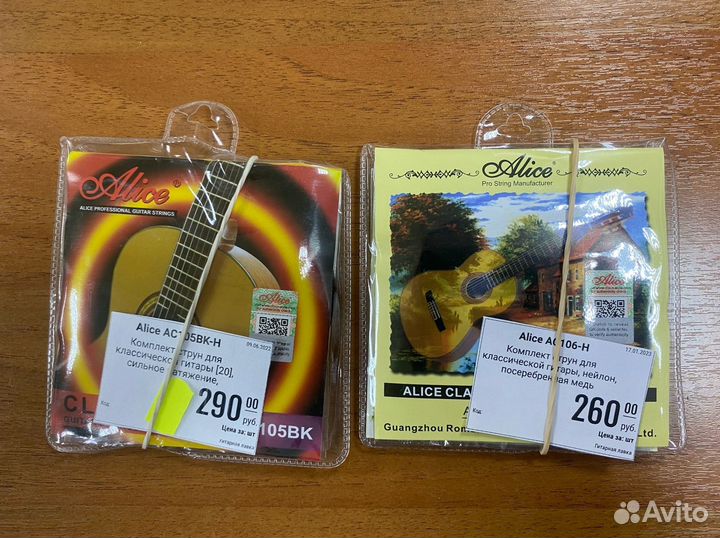 Alice®
ALICE PROFESSIONAL GUITAR STRINGS
Alice
Alice AC105BK-H
09.06.2022
Комплект струн для
классической гитары [20],
сильное натяжение,
290 00
руб.
Код:
Цена за: шт
гитарная лавка
CL
105BK
Alice®
Pro String Manufacturer
Alice
Alice AC106-H
17.01.2023
Комплект струн для
классической гитары, нейлон,
посеребренная медь
260 00
руб.
Код:
Цена за: шт
Гитарная лавка
ALICE CLA
Guangzhou Rom
Ltd.
Avito